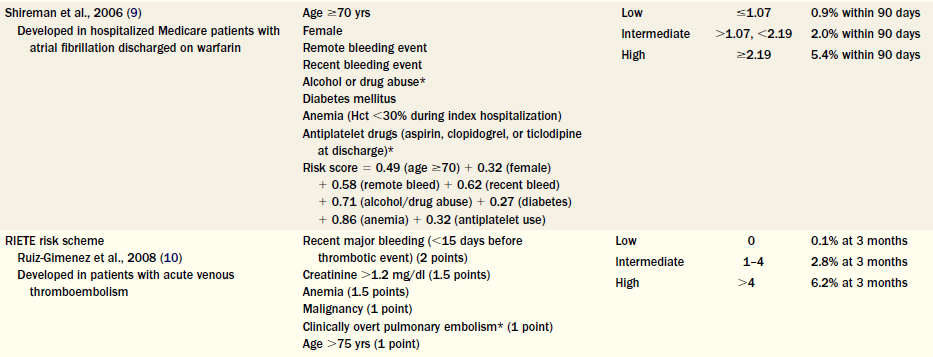 Shireman et al., 2006 (9) Age ≥70 yrs Low ≤1.07 0.9% within 90 days
Developed in hospitalized Medicare patients with Female Intermediate >1.07, <2.19 2.0% within 90 days
atrial fibrillation discharged on warfarin Remote bleeding event High ≥2.19 5.4% within 90 days
Recent bleeding event
Alcohol or drug abuse*
Diabetes mellitus
Anemia (Hct <30% during index hospitalization)
Antiplatelet drugs (aspirin, clopidogrel, or ticlodipine
at discharge)*
Risk score = 0.49 (age ≥70) + 0.32 (female)
+ 0.58 (remote bleed) + 0.62 (recent bleed)
+ 0.71 (alcohol/drug abuse) + 0.27 (diabetes)
+ 0.86 (anemia) + 0.32 (antiplatelet use)
RIETE risk scheme Recent major bleeding (<15 days before Low 0 0.1% at 3 months
Ruiz-Gimenez et al., 2008 (10) thrombotic event) (2 points) Intermediate 1–4 2.8% at 3 months
Developed in patients with acute venous Creatinine >1.2 mg/dl (1.5 points) High >4 6.2% at 3 months
thromboembolism Anemia (1.5 points)
Malignancy (1 point)
Clinically overt pulmonary embolism* (1 point)
Age >75 yrs (1 point)